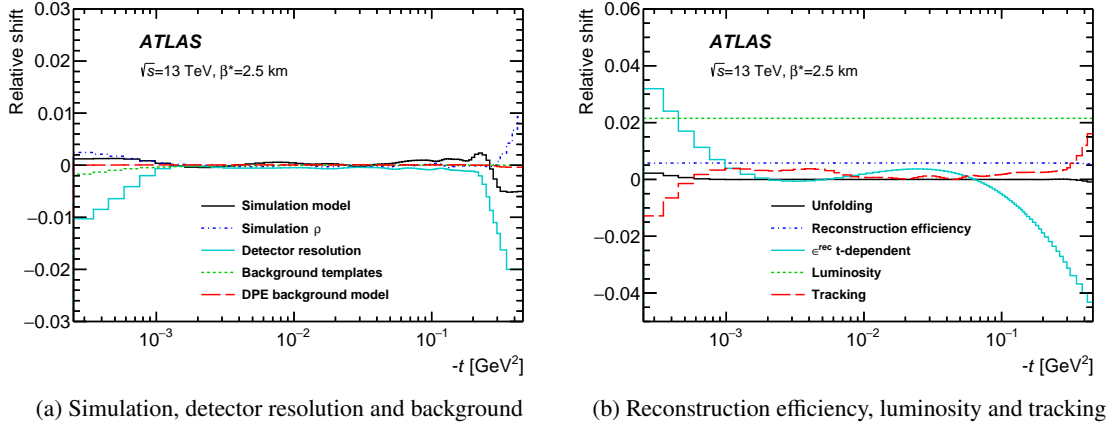 Relative shift
0.03
0.02
0.01
0
−0.01
−0.02
−0.03
ATLAS
√s=13 TeV, β*=2.5 km
Simulation model
Simulation ρ
Detector resolution
Background templates
DPE background model
10⁻³
10⁻²
10⁻¹
-t [GeV²]
(a) Simulation, detector resolution and background
Relative shift
0.06
0.04
0.02
0
−0.02
−0.04
ATLAS
√s=13 TeV, β*=2.5 km
Unfolding
Reconstruction efficiency
ϵʳᵉᶜ t-dependent
Luminosity
Tracking
10⁻³
10⁻²
10⁻¹
-t [GeV²]
(b) Reconstruction efficiency, luminosity and tracking